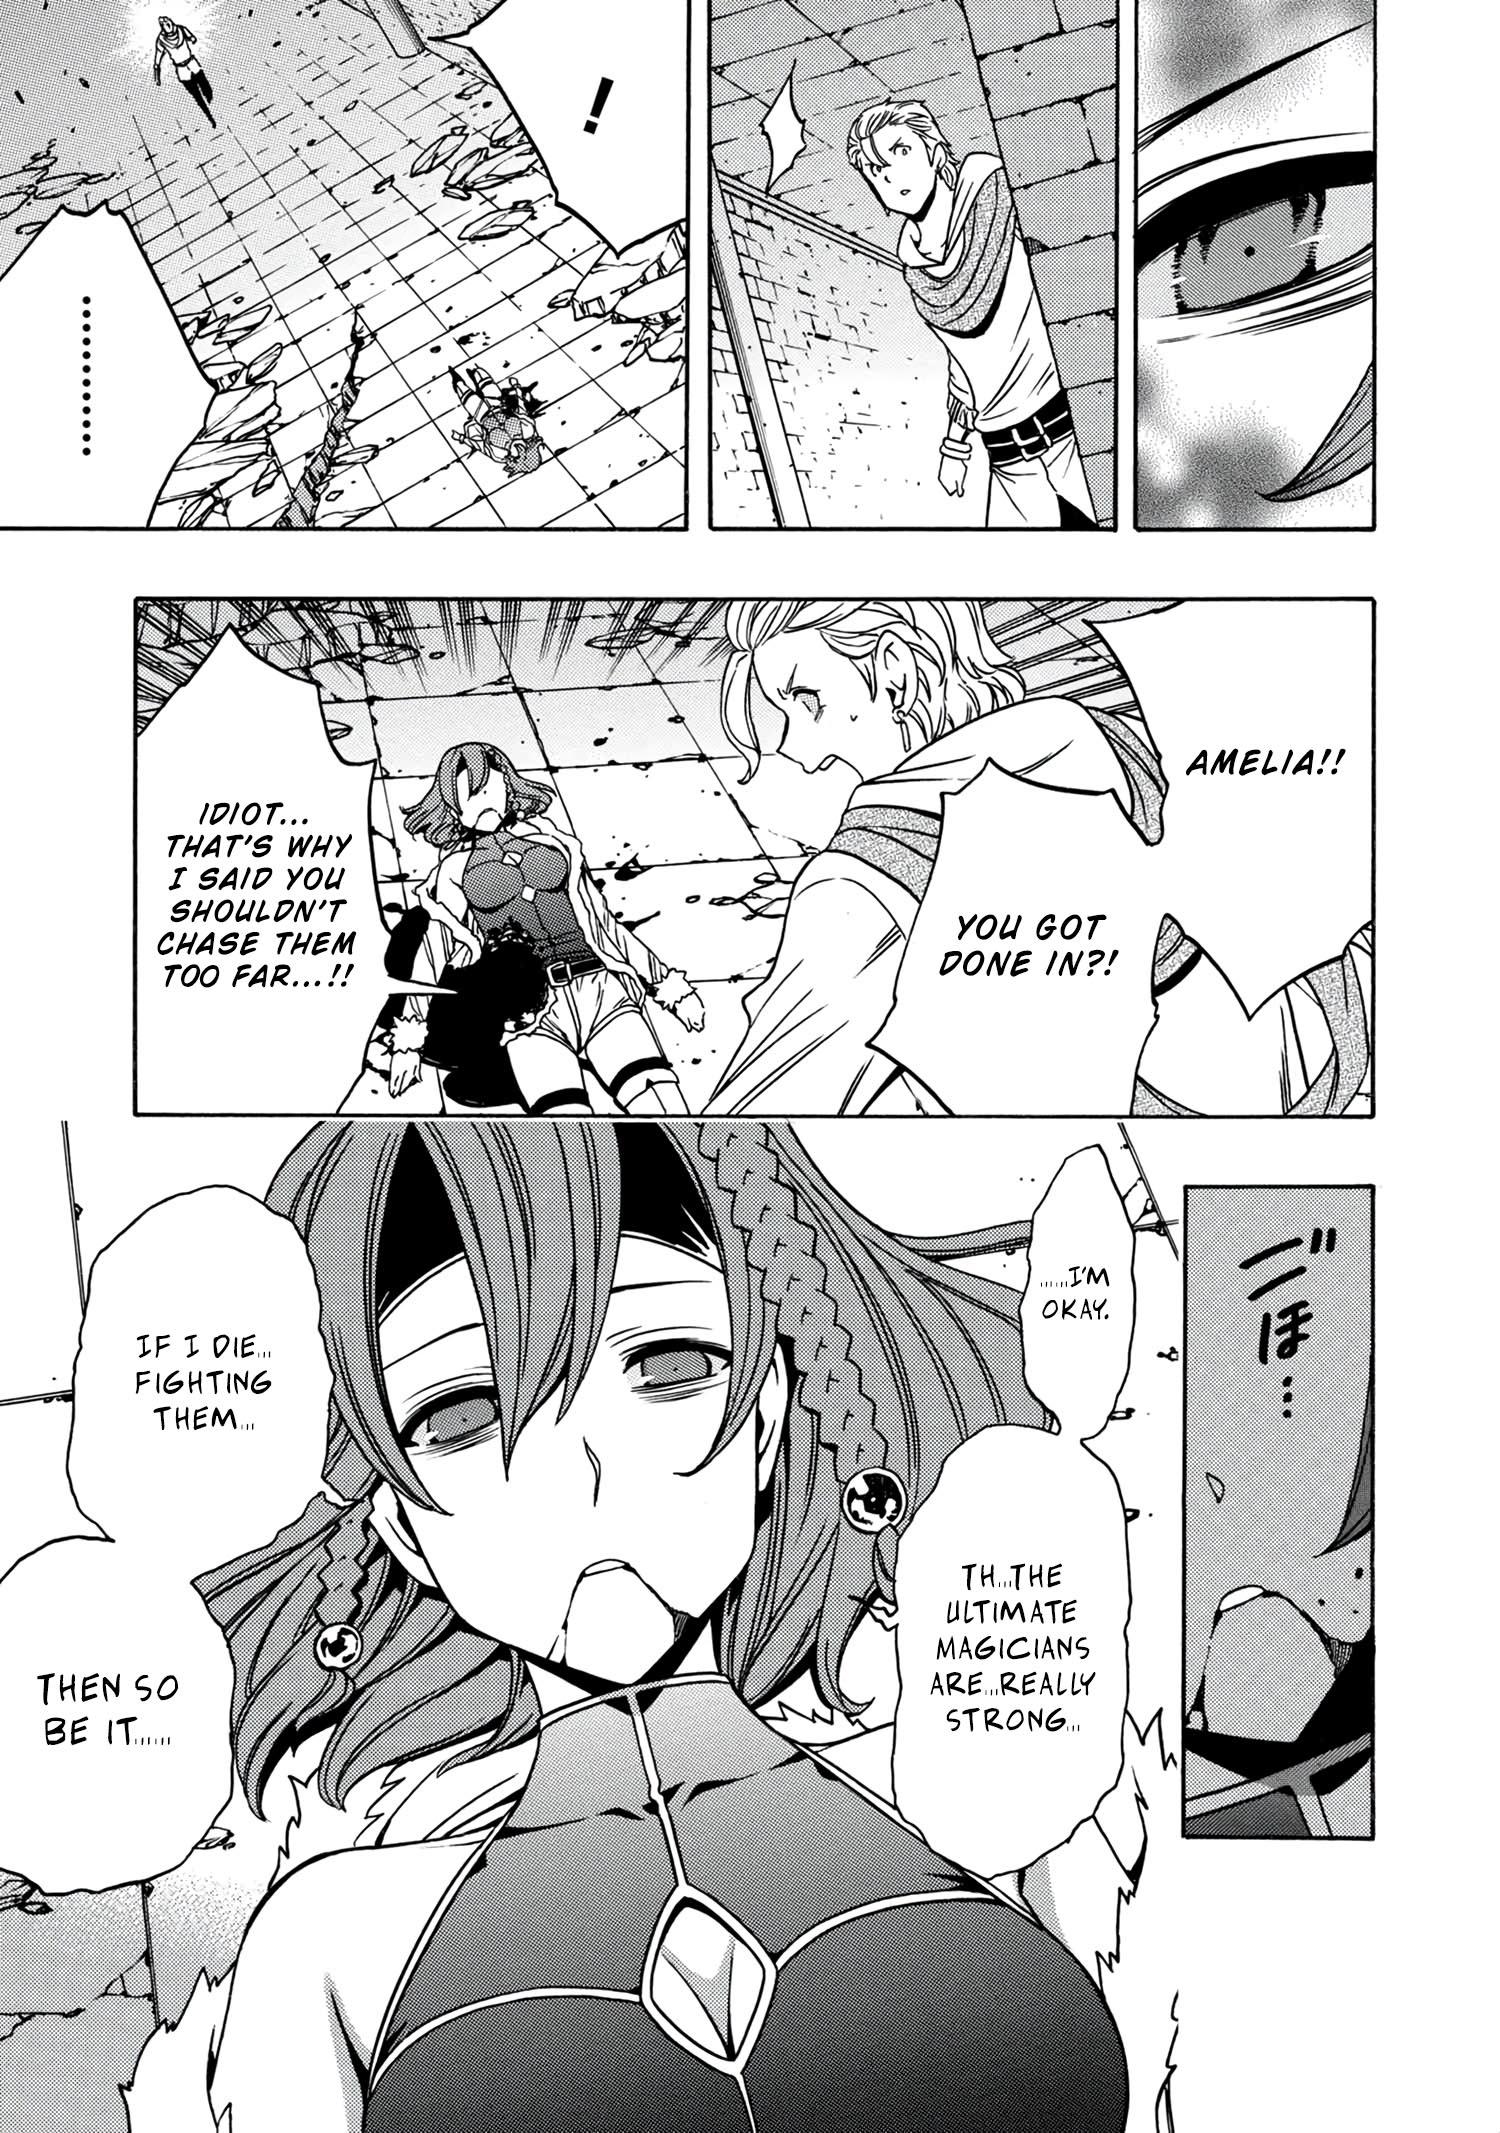 !
………
AMELIA!!
YOU GOT
DONE IN?!
IDIOT...
THAT'S WHY
I SAID YOU
SHOULDN'T
CHASE THEM
TOO FAR...!!
ごほ…
……I'M
OKAY.
TH...THE
ULTIMATE
MAGICIANS
ARE...REALLY
STRONG...
IF I DIE...
FIGHTING
THEM...
THEN SO
BE IT……